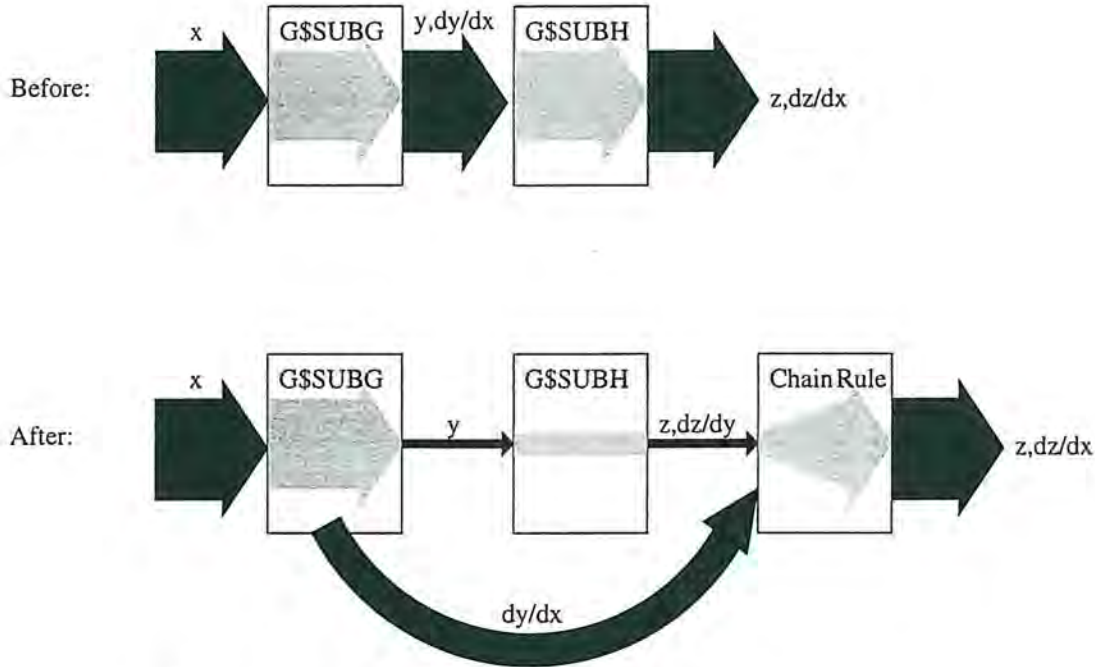 x
G$SUBG
y,dy/dx
G$SUBH
Before:
z,dz/dx
x
G$SUBG
G$SUBH
Chain Rule
After:
y
z,dz/dy
z,dz/dx
dy/dx